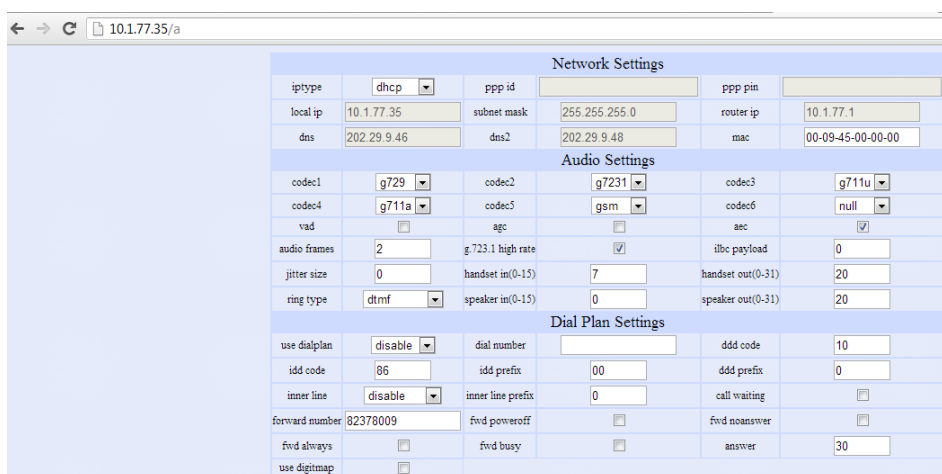 10.1.77.35/a
Network Settings
iptype dhcp ppp id ppp pin
local ip 10.1.77.35 subnet mask 255.255.255.0 router ip 10.1.77.1
dns 202.29.9.46 dns2 202.29.9.48 mac 00-09-45-00-00-00
Audio Settings
codec1 g729 codec2 g7231 codec3 g711u
codec4 g711a codec5 gsm codec6 null
vad agc aec
audio frames 2 g.723.1 high rate ilbc payload 0
jitter size 0 handset in(0-15) 7 handset out(0-31) 20
ring type dtmf speaker in(0-15) 0 speaker out(0-31) 20
Dial Plan Settings
use dialplan disable dial number ddd code 10
idd code 86 idd prefix 00 ddd prefix 0
inner line disable inner line prefix 0 call waiting
forward number 82378009 fwd poweroff fwd noanswer
fwd always fwd busy answer 30
use digitmap